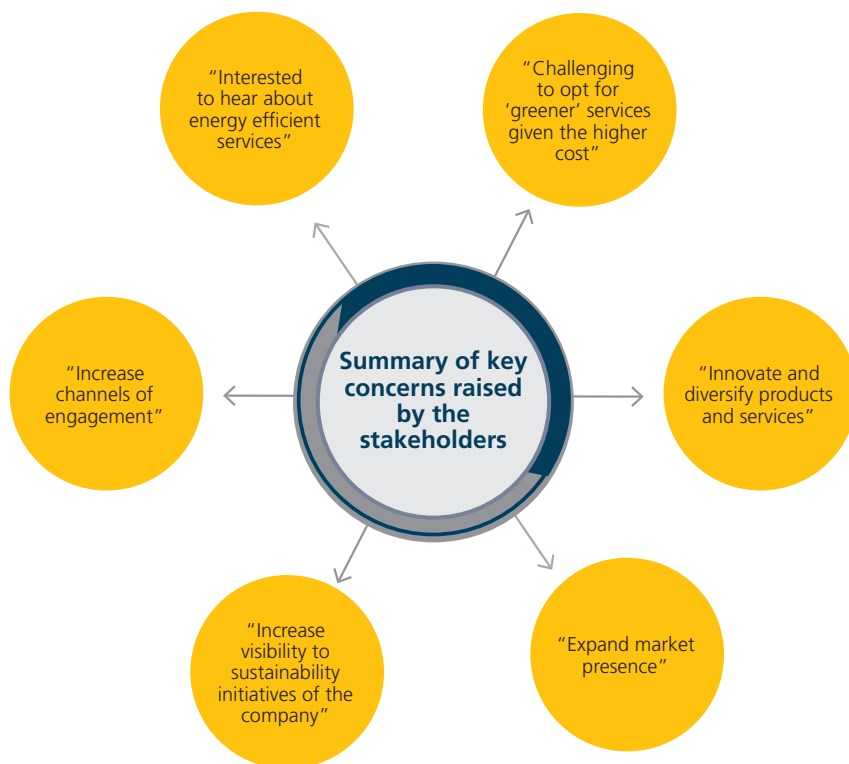 “Interested
to hear about
energy efficient
services”
“Challenging
to opt for
‘greener’ services
given the higher
cost”
Summary of key
concerns raised
by the
stakeholders
“Increase
channels of
engagement”
“Innovate and
diversify products
and services”
“Increase
visibility to
sustainability
initiatives of the
company”
“Expand market
presence”